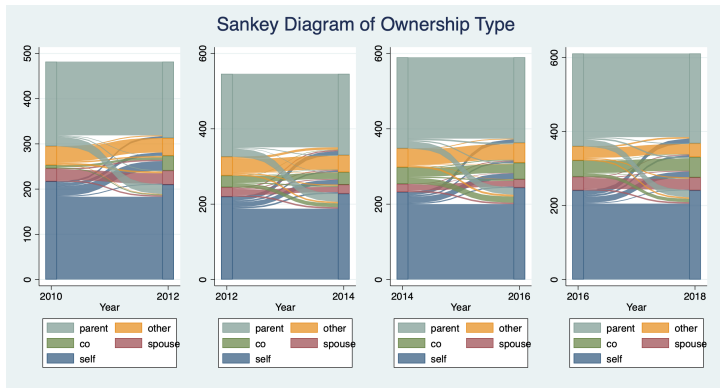 Sankey Diagram of Ownership Type
500
400
300
200
100
0
2010 2012
Year
parent other
co spouse
self
600
400
200
0
2012 2014
Year
parent other
co spouse
self
600
400
200
0
2014 2016
Year
parent other
co spouse
self
600
400
200
0
2016 2018
Year
parent other
co spouse
self